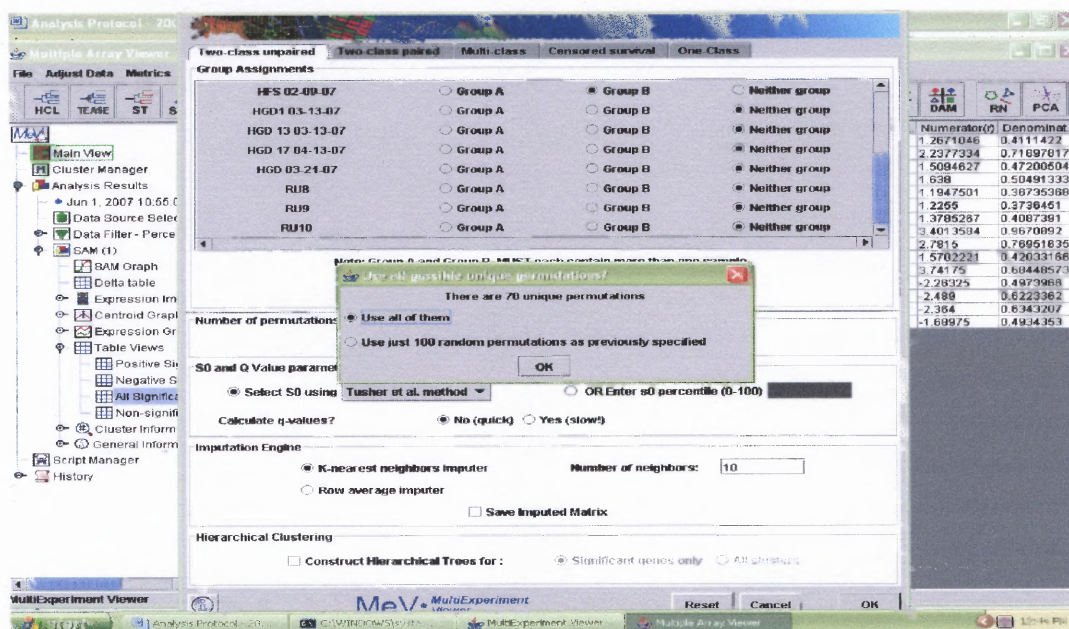 Analysis Protocol - 200
Multiple Array Viewer
File Adjust Data Metrics
HCL TEASE ST
DAM RN PCA
MeV
Main View
Cluster Manager
Analysis Results
Jun 1, 2007 10:55:0
Data Source Selec
Data Filter - Perce
SAM (1)
SAM Graph
Delta table
Expression Im
Centroid Grap
Expression Gr
Table Views
Positive Si
Negative S
All Significa
Non-signifi
Cluster Inform
General Inform
Script Manager
History
MultiExperiment Viewer
Two-class unpaired Two-class paired Multi-class Censored survival One-Class
Group Assignments
HFS 02-09-07 Group A Group B Neither group
HGD1 03-13-07 Group A Group B Neither group
HGD 13 03-13-07 Group A Group B Neither group
HGD 17 04-13-07 Group A Group B Neither group
HGD 03-21-07 Group A Group B Neither group
RU8 Group A Group B Neither group
RU9 Group A Group B Neither group
RU10 Group A Group B Neither group
Note: Group A and Group B MUST each contain more than one sample
Use all possible unique permutations?
There are 70 unique permutations
Use all of them
Use just 100 random permutations as previously specified
OK
Number of permutations
S0 and Q Value paramet
Select S0 using Tusher et al. method OR Enter s0 percentile (0-100)
Calculate q-values? No (quick) Yes (slow!)
Imputation Engine
K-nearest neighbors imputer Number of neighbors: 10
Row average imputer
Save Imputed Matrix
Hierarchical Clustering
Construct Hierarchical Trees for : Significant genes only All clusters
MeV MultiExperiment Viewer
Reset Cancel OK
Numerator(r) Denominat
1.2671046 0.4111422
2.2377334 0.71897817
1.5094627 0.47200504
1.638 0.50491333
1.1947501 0.36735368
1.2255 0.3736451
1.3785267 0.4087391
3.4013584 0.9670892
2.7815 0.76951835
1.5702221 0.42033166
3.74175 0.68448573
-2.28325 0.4973968
-2.489 0.6223362
-2.364 0.6343207
-1.68975 0.4934353
start Analysis Protocol - 20... C:\WINDOWS\syste... MultiExperiment Viewer Multiple Array Viewer